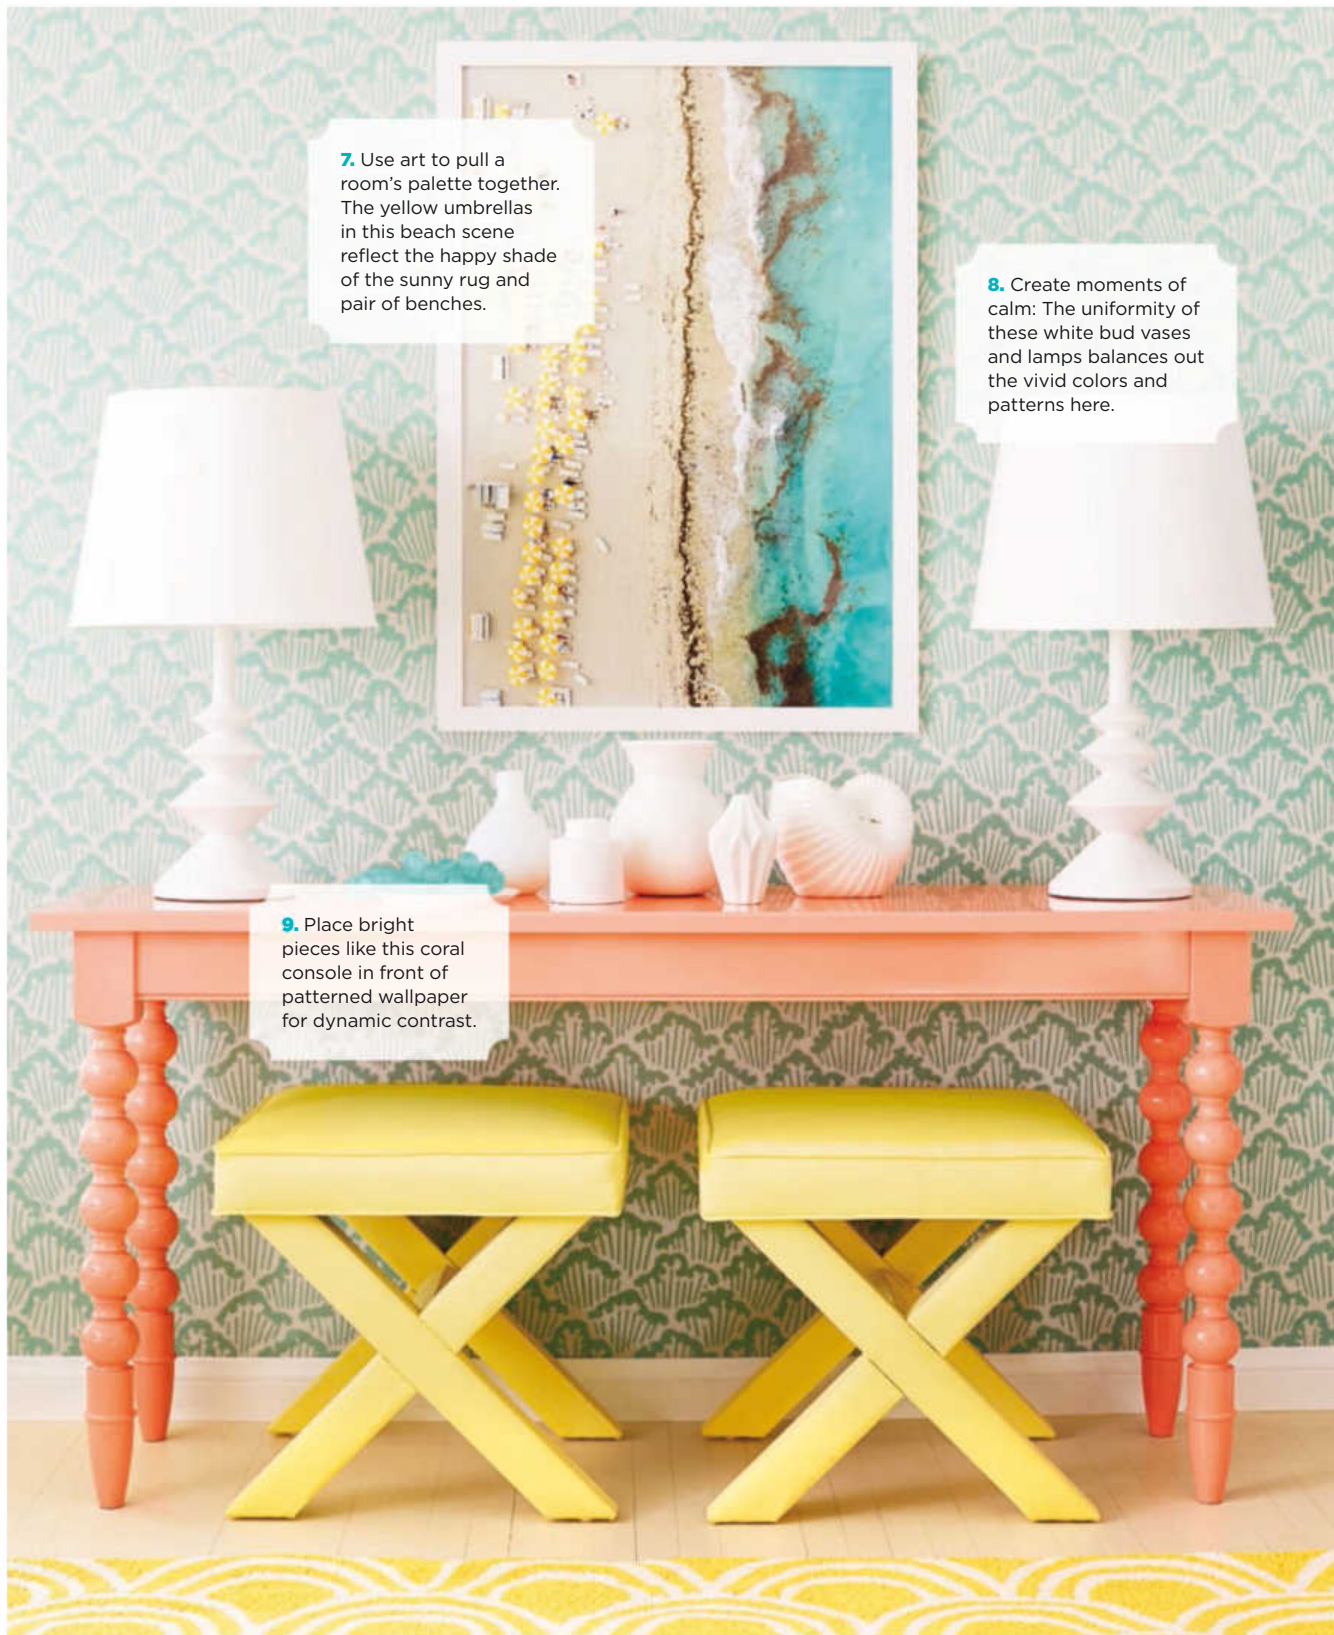 7. Use art to pull a
room’s palette together.
The yellow umbrellas
in this beach scene
reflect the happy shade
of the sunny rug and
pair of benches.
8. Create moments of
calm: The uniformity of
these white bud vases
and lamps balances out
the vivid colors and
patterns here.
9. Place bright
pieces like this coral
console in front of
patterned wallpaper
for dynamic contrast.